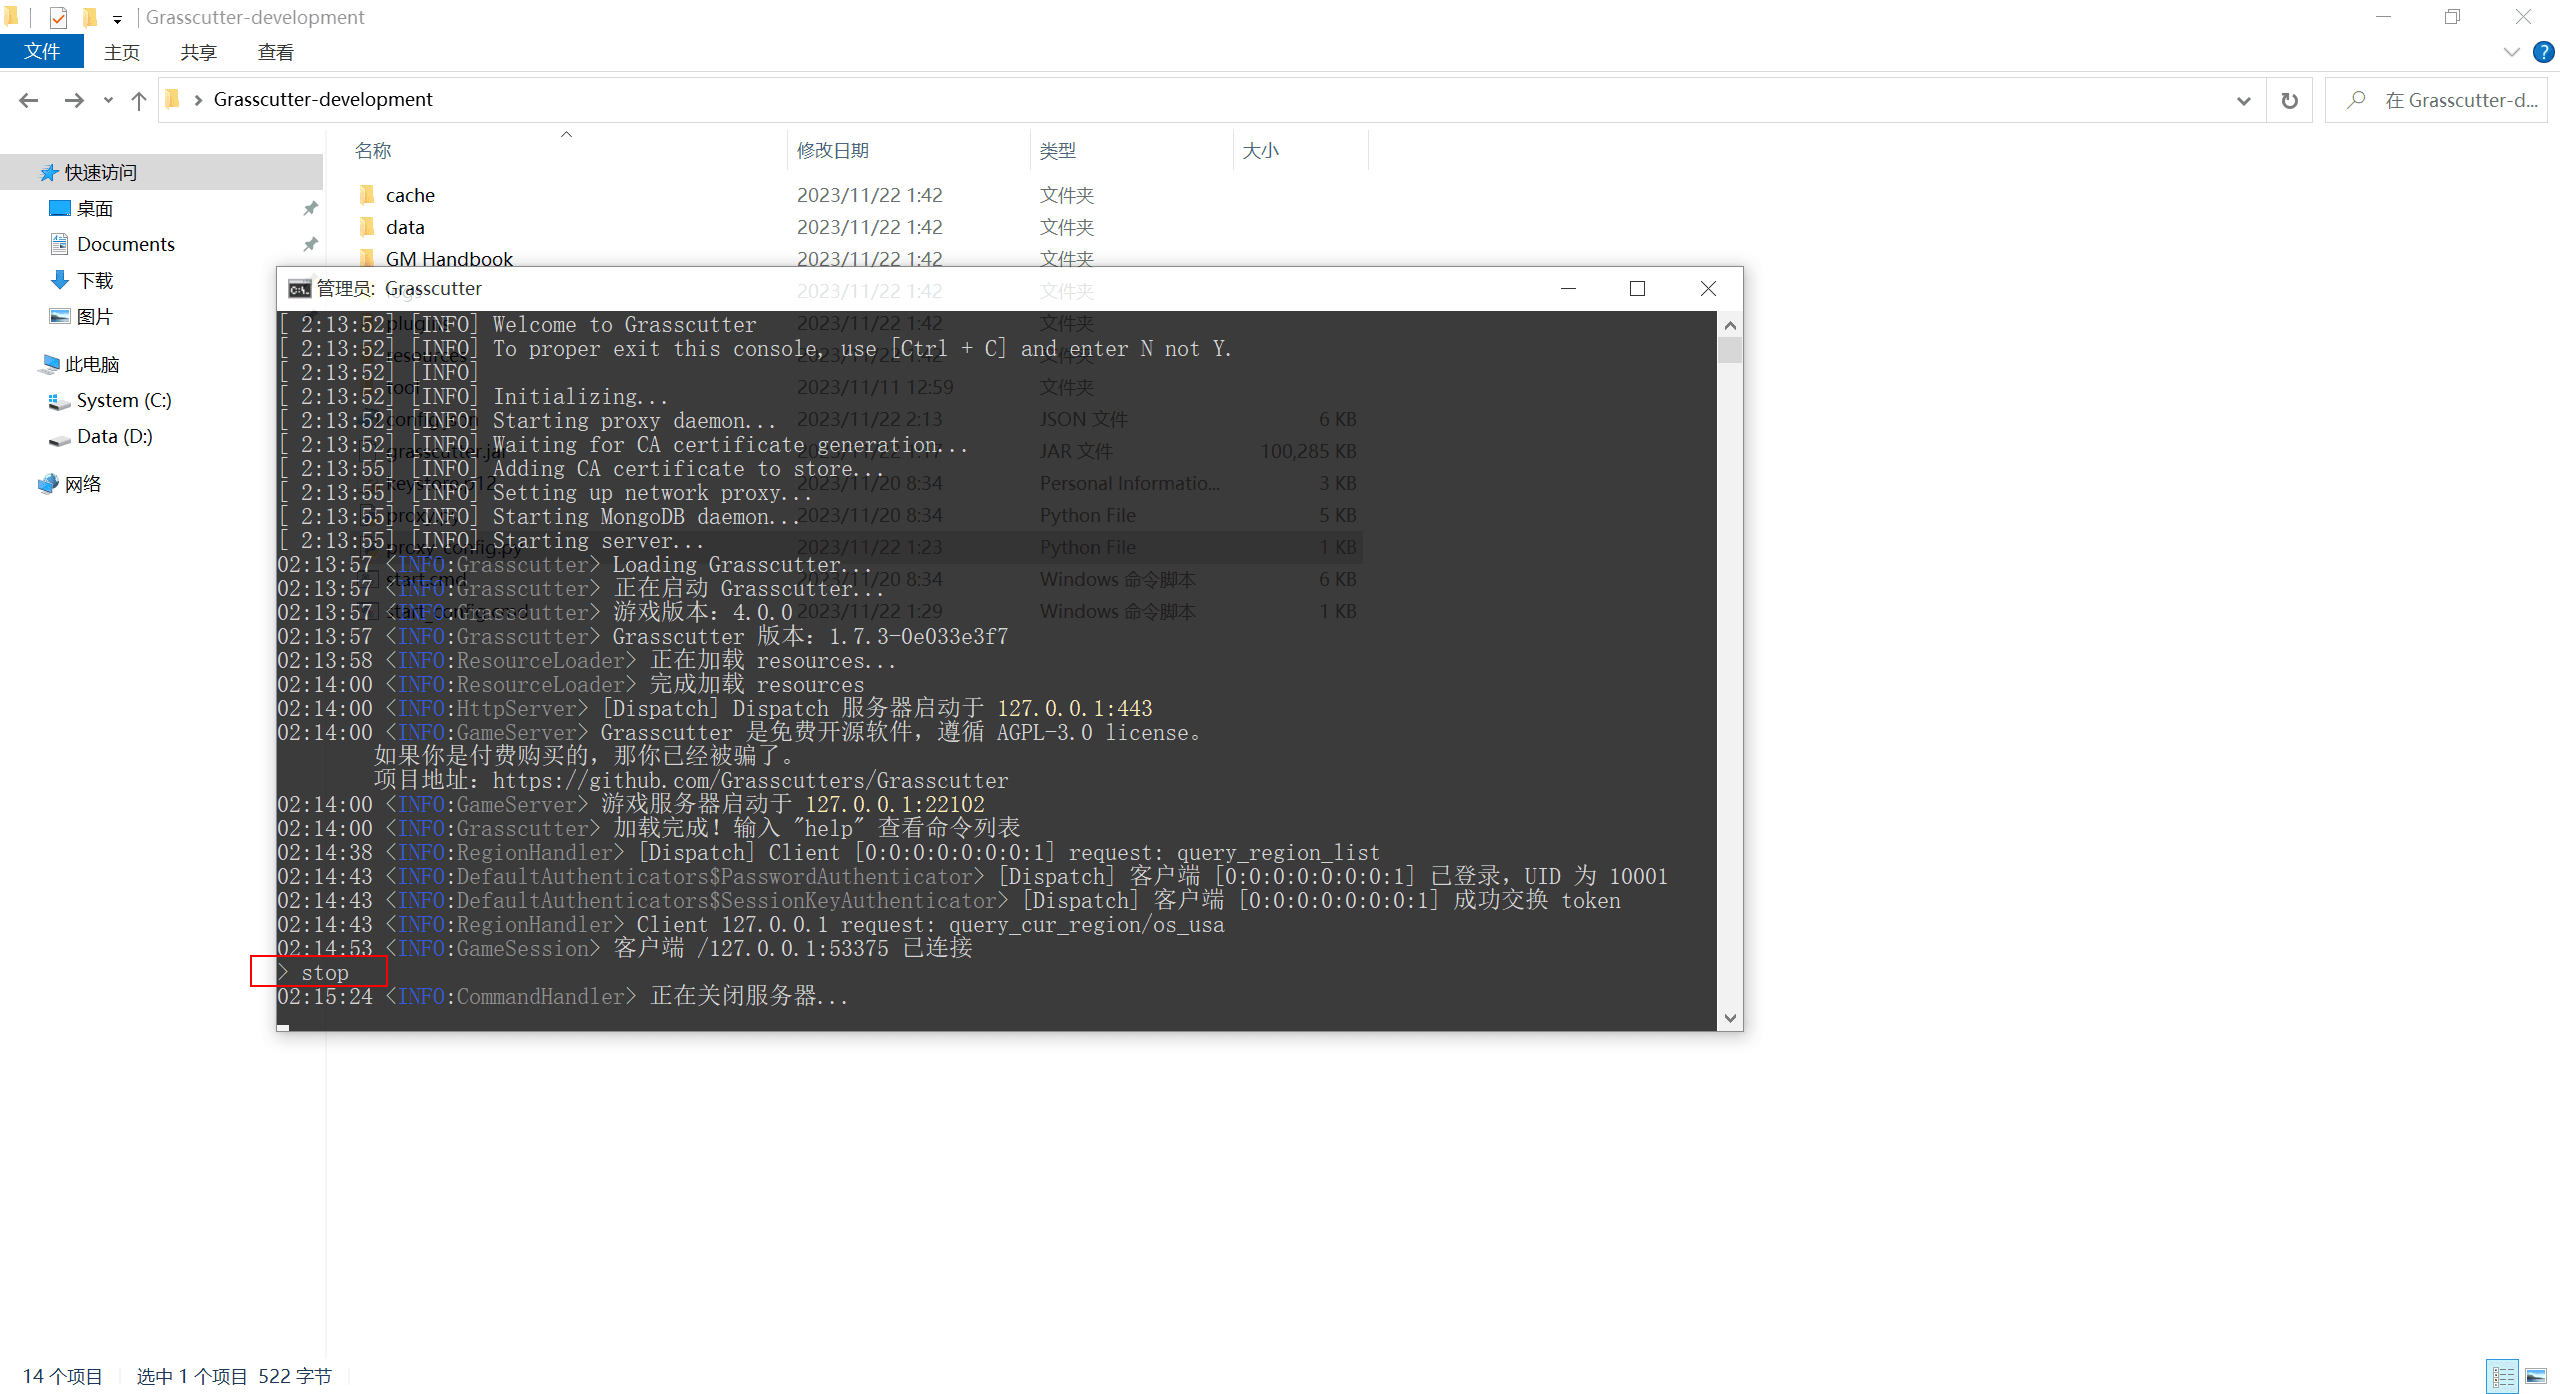 Grasscutter-development
文件 主页 共享 查看
Grasscutter-development
在 Grasscutter-d...
快速访问
桌面
Documents
下载
图片
此电脑
System (C:)
Data (D:)
网络
名称 修改日期 类型 大小
cache 2023/11/22 1:42 文件夹
data 2023/11/22 1:42 文件夹
GM Handbook 2023/11/22 1:42 文件夹
logs 2023/11/22 1:42 文件夹
plugins 2023/11/22 1:42 文件夹
resources 2023/11/22 1:42 文件夹
tool 2023/11/11 12:59 文件夹
config.json 2023/11/22 2:13 JSON 文件 6 KB
grasscutter.jar 2023/11/22 1:17 JAR 文件 100,285 KB
keystore.p12 2023/11/20 8:34 Personal Informatio... 3 KB
proxy.py 2023/11/20 8:34 Python File 5 KB
proxy_config.py 2023/11/22 1:23 Python File 1 KB
start.cmd 2023/11/20 8:34 Windows 命令脚本 6 KB
start_config.cmd 2023/11/22 1:29 Windows 命令脚本 1 KB
管理员: Grasscutter
[ 2:13:52] [INFO] Welcome to Grasscutter
[ 2:13:52] [INFO] To proper exit this console, use [Ctrl + C] and enter N not Y.
[ 2:13:52] [INFO]
[ 2:13:52] [INFO] Initializing...
[ 2:13:52] [INFO] Starting proxy daemon...
[ 2:13:52] [INFO] Waiting for CA certificate generation...
[ 2:13:55] [INFO] Adding CA certificate to store...
[ 2:13:55] [INFO] Setting up network proxy...
[ 2:13:55] [INFO] Starting MongoDB daemon...
[ 2:13:55] [INFO] Starting server...
02:13:57 <INFO:Grasscutter> Loading Grasscutter...
02:13:57 <INFO:Grasscutter> 正在启动 Grasscutter...
02:13:57 <INFO:Grasscutter> 游戏版本：4.0.0
02:13:57 <INFO:Grasscutter> Grasscutter 版本：1.7.3-0e033e3f7
02:13:58 <INFO:ResourceLoader> 正在加载 resources...
02:14:00 <INFO:ResourceLoader> 完成加载 resources
02:14:00 <INFO:HttpServer> [Dispatch] Dispatch 服务器启动于 127.0.0.1:443
02:14:00 <INFO:GameServer> Grasscutter 是免费开源软件，遵循 AGPL-3.0 license。
如果你是付费购买的，那你已经被骗了。
项目地址：https://github.com/Grasscutters/Grasscutter
02:14:00 <INFO:GameServer> 游戏服务器启动于 127.0.0.1:22102
02:14:00 <INFO:Grasscutter> 加载完成！输入 "help" 查看命令列表
02:14:38 <INFO:RegionHandler> [Dispatch] Client [0:0:0:0:0:0:0:1] request: query_region_list
02:14:43 <INFO:DefaultAuthenticators$PasswordAuthenticator> [Dispatch] 客户端 [0:0:0:0:0:0:0:1] 已登录，UID 为 10001
02:14:43 <INFO:DefaultAuthenticators$SessionKeyAuthenticator> [Dispatch] 客户端 [0:0:0:0:0:0:0:1] 成功交换 token
02:14:43 <INFO:RegionHandler> Client 127.0.0.1 request: query_cur_region/os_usa
02:14:53 <INFO:GameSession> 客户端 /127.0.0.1:53375 已连接
> stop
02:15:24 <INFO:CommandHandler> 正在关闭服务器...
14 个项目 选中 1 个项目 522 字节